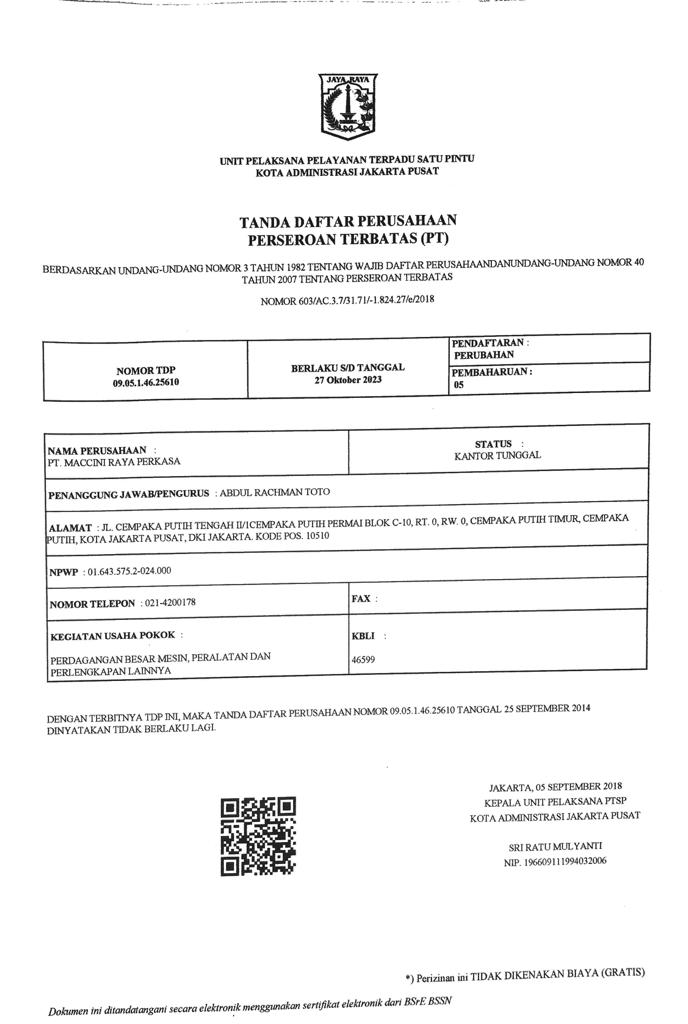 JAYA RAYA
UNIT PELAKSANA PELAYANAN TERPADU SATU PINTU
KOTA ADMINISTRASI JAKARTA PUSAT
TANDA DAFTAR PERUSAHAAN
PERSEROAN TERBATAS (PT)
BERDASARKAN UNDANG-UNDANG NOMOR 3 TAHUN 1982 TENTANG WAJIB DAFTAR PERUSAHAANDANUNDANG-UNDANG NOMOR 40
TAHUN 2007 TENTANG PERSEROAN TERBATAS
NOMOR 603/AC.3.7/31.71/-1.824.27/e/2018
NOMOR TDP
09.05.1.46.25610
BERLAKU S/D TANGGAL
27 Oktober 2023
PENDAFTARAN :
PERUBAHAN
PEMBAHARUAN :
05
NAMA PERUSAHAAN :
PT. MACCINI RAYA PERKASA
STATUS :
KANTOR TUNGGAL
PENANGGUNG JAWAB/PENGURUS : ABDUL RACHMAN TOTO
ALAMAT : JL. CEMPAKA PUTIH TENGAH II/1CEMPAKA PUTIH PERMAI BLOK C-10, RT. 0, RW. 0, CEMPAKA PUTIH TIMUR, CEMPAKA
PUTIH, KOTA JAKARTA PUSAT, DKI JAKARTA. KODE POS. 10510
NPWP : 01.643.575.2-024.000
NOMOR TELEPON : 021-4200178
FAX :
KEGIATAN USAHA POKOK :
PERDAGANGAN BESAR MESIN, PERALATAN DAN
PERLENGKAPAN LAINNYA
KBLI :
46599
DENGAN TERBITNYA TDP INI, MAKA TANDA DAFTAR PERUSAHAAN NOMOR 09.05.1.46.25610 TANGGAL 25 SEPTEMBER 2014
DINYATAKAN TIDAK BERLAKU LAGI.
JAKARTA, 05 SEPTEMBER 2018
KEPALA UNIT PELAKSANA PTSP
KOTA ADMINISTRASI JAKARTA PUSAT
SRI RATU MULYANTI
NIP. 196609111994032006
*) Perizinan ini TIDAK DIKENAKAN BIAYA (GRATIS)
Dokumen ini ditandatangani secara elektronik menggunakan sertifikat elektronik dari BSrE BSSN